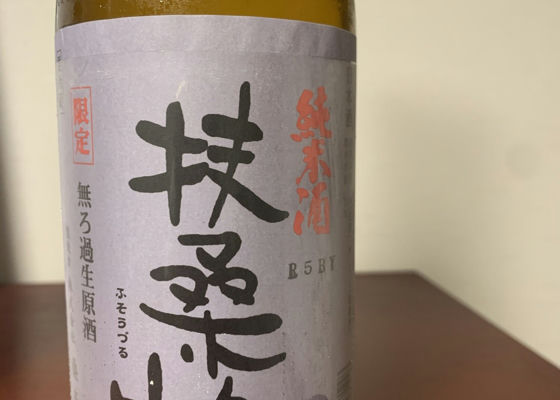 純米酒
R5BY
扶桑
ふそうづる
限定
無ろ過生原酒